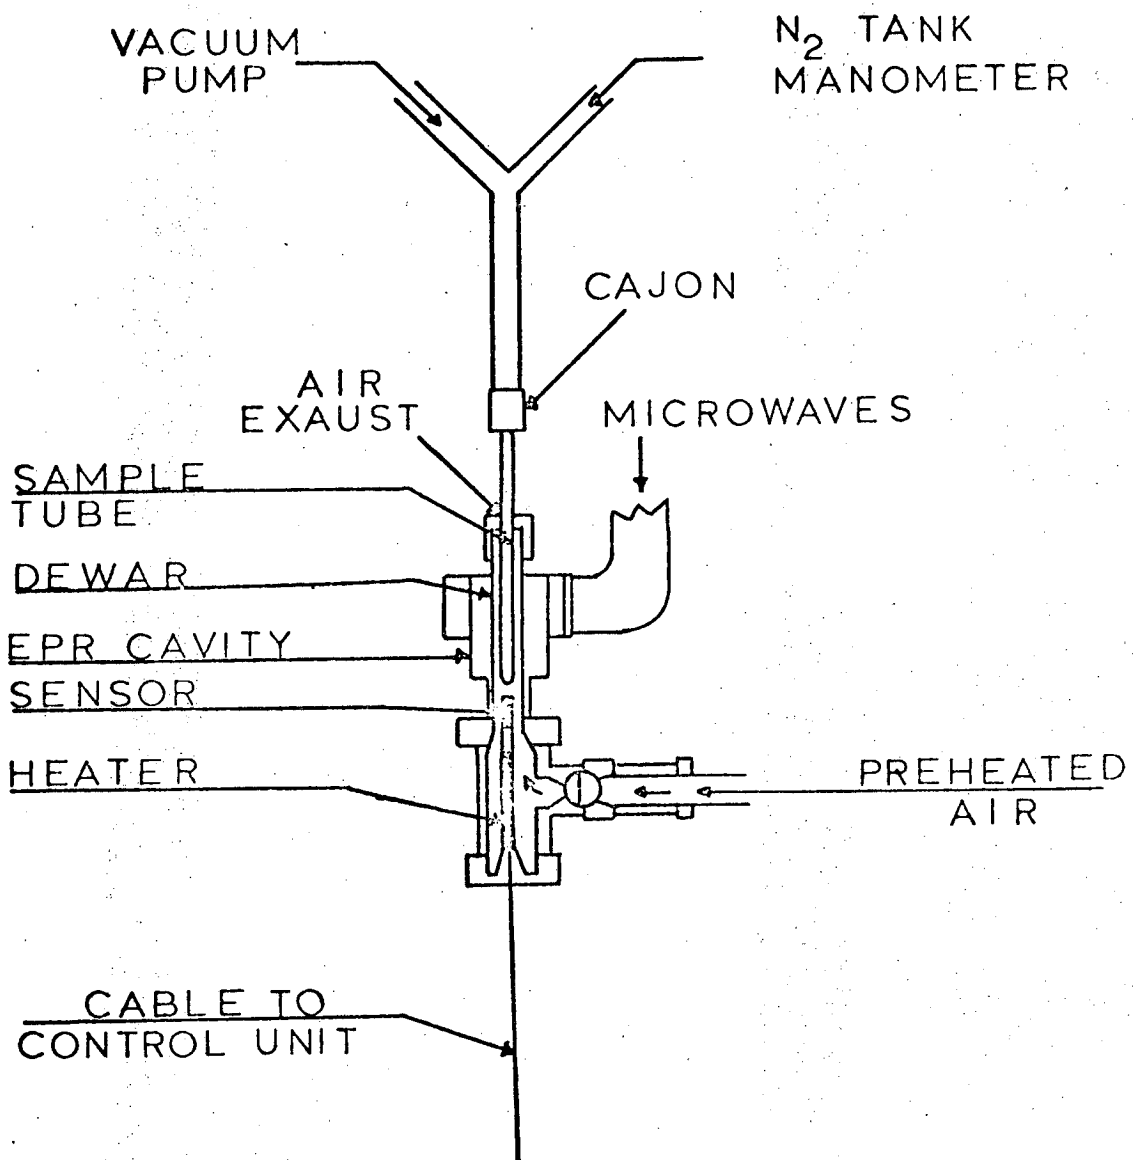 VACUUM
PUMP
N2 TANK
MANOMETER
CAJON
AIR
EXAUST
MICROWAVES
SAMPLE
TUBE
DEWAR
EPR CAVITY
SENSOR
HEATER
PREHEATED
AIR
CABLE TO
CONTROL UNIT